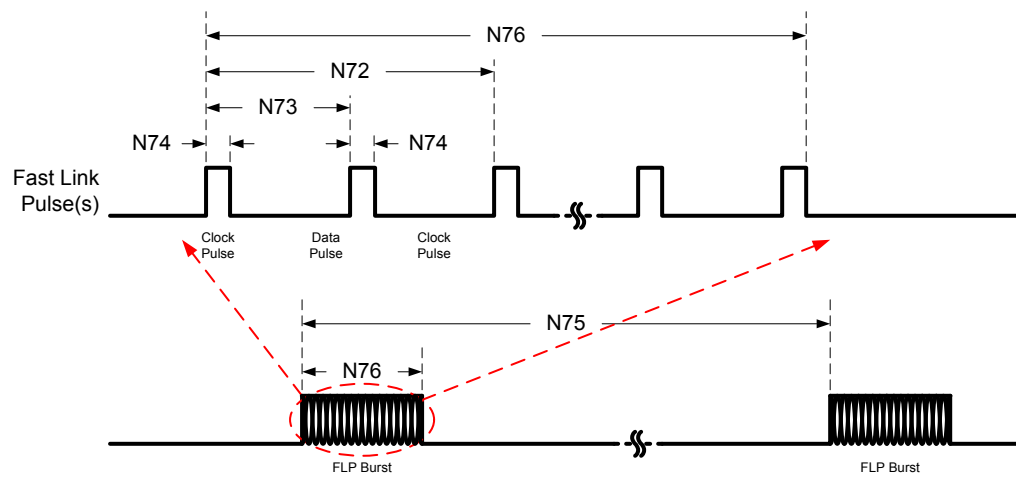 N76
N72
N73
N74
N74
Fast Link
Pulse(s)
Clock
Pulse
Data
Pulse
Clock
Pulse
N75
N76
FLP Burst
FLP Burst